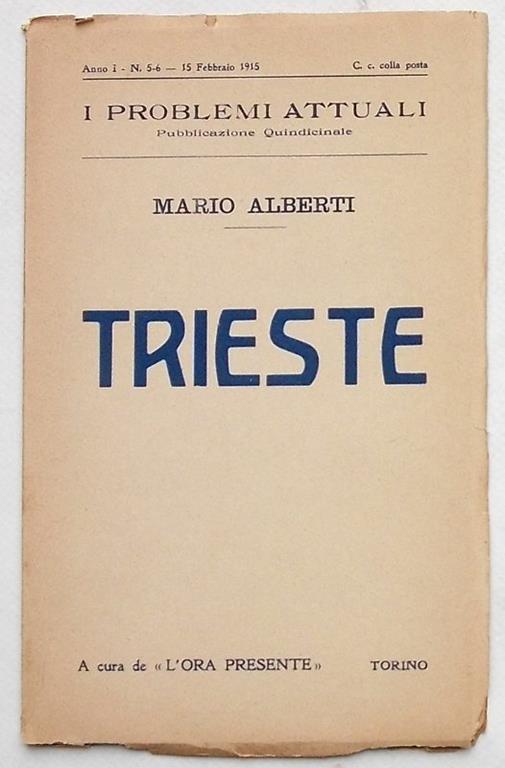 Anno I - N. 5-6 — 15 Febbraio 1915 C. c. colla posta
I PROBLEMI ATTUALI
Pubblicazione Quindicinale
MARIO ALBERTI
TRIESTE
A cura de «L'ORA PRESENTE» TORINO